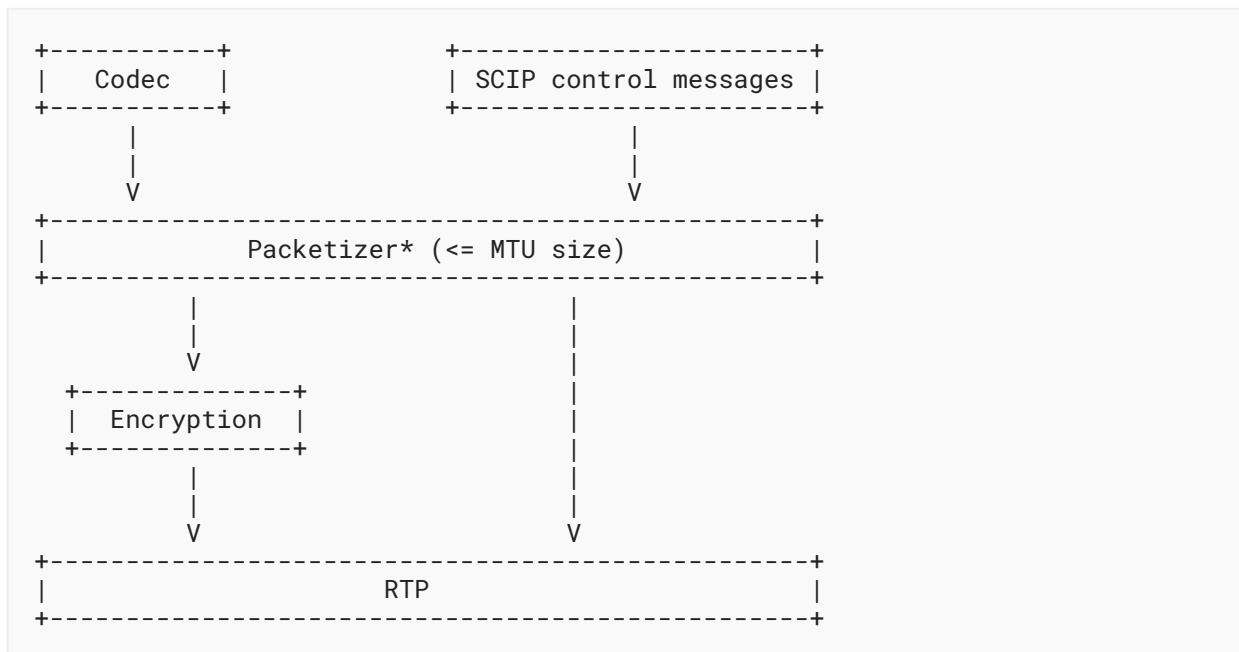 +-----------+              +-----------------------+
|   Codec   |              | SCIP control messages |
+-----------+              +-----------------------+
      |                                |
      |                                |
      V                                V
+--------------------------------------------------+
|             Packetizer* (<= MTU size)            |
+--------------------------------------------------+
          |                        |
          |                        |
          V                        |
  +--------------+                 |
  |  Encryption  |                 |
  +--------------+                 |
          |                        |
          |                        |
          V                        V
+--------------------------------------------------+
|                      RTP                         |
+--------------------------------------------------+